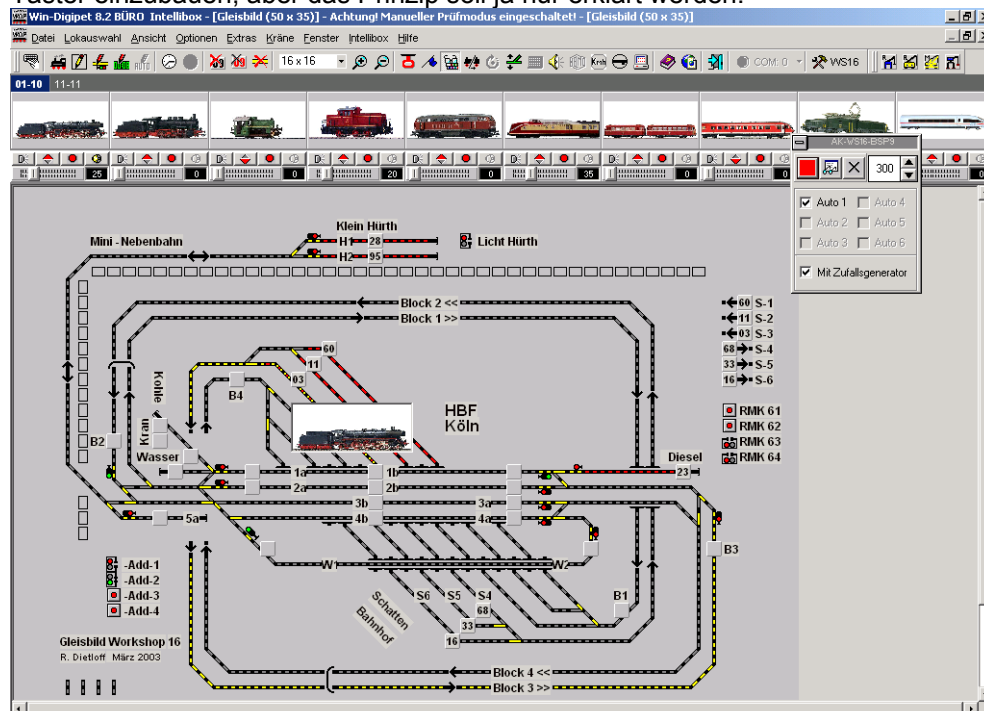 Taster einzubauen, aber das Prinzip soll ja nur erklärt werden.
Win-Digipet 8.2 BÜRO Intellibox - [Gleisbild (50 x 35)] - Achtung! Manueller Prüfmodus eingeschaltet! - [Gleisbild (50 x 35)]
Datei Lokauswahl Ansicht Optionen Extras Kräne Fenster Intellibox Hilfe
16 x 16 COM: 0 WS16
01-10 11-11
AK-WS16-BSP9
25 0 0 20 0 35 0 0
300
Auto 1 Auto 4
Auto 2 Auto 5
Auto 3 Auto 6
Mit Zufallsgenerator
Klein Hürth
Mini - Nebenbahn H1 28 Licht Hürth
H2 95
Block 2 <<
Block 1 >>
60 S-1
11 S-2
03 S-3
68 S-4
33 S-5
16 S-6
60
11
03
Kohle
B4
HBF
Köln
RMK 61
RMK 62
RMK 63
RMK 64
Kran
B2
Wasser
Diesel
1a 1b 23
2a 2b
3b 3a
5a 4b 4a
B3
W1 W2
-Add-1
-Add-2
-Add-3
-Add-4
Schatten
Bahnhof
S6 S5 S4 B1
68
33
16
Gleisbild Workshop 16
R. Dietloff März 2003
Block 4 <<
Block 3 >>